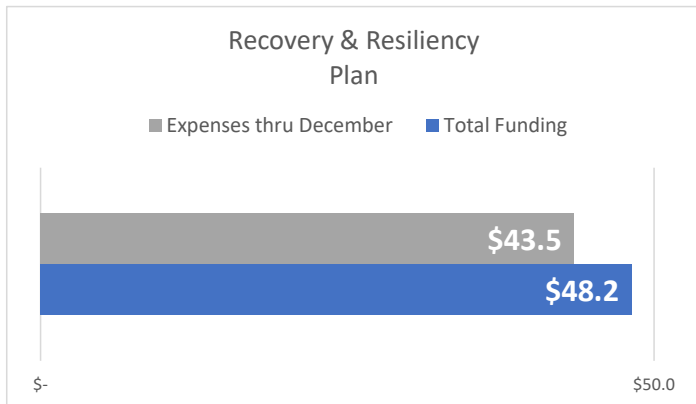 Recovery & Resiliency
Plan
Expenses thru December Total Funding
$43.5
$48.2
$- $50.0